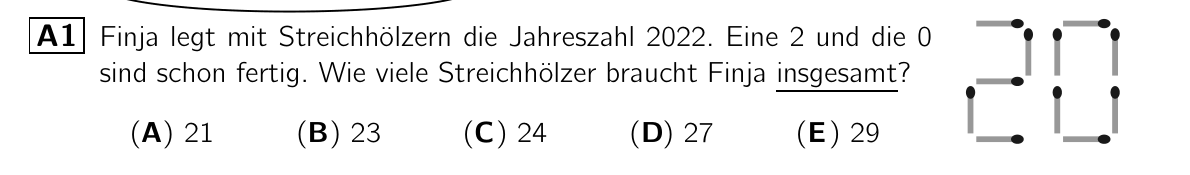 A1 Finja legt mit Streichhölzern die Jahreszahl 2022. Eine 2 und die 0
sind schon fertig. Wie viele Streichhölzer braucht Finja insgesamt?
(A) 21 (B) 23 (C) 24 (D) 27 (E) 29
20